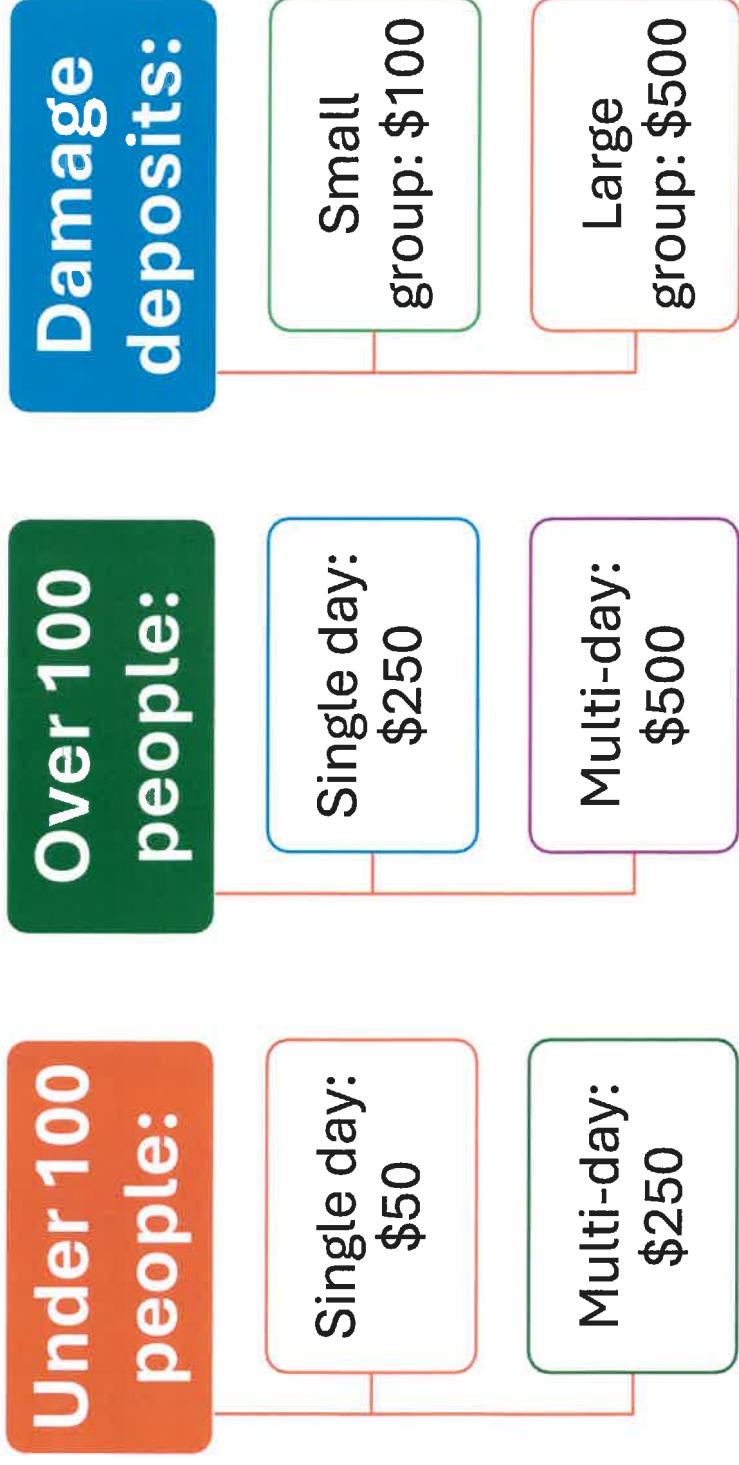 Under 100
people:
Single day:
$50
Multi-day:
$250
Over 100
people:
Single day:
$250
Multi-day:
$500
Damage
deposits:
Small
group: $100
Large
group: $500